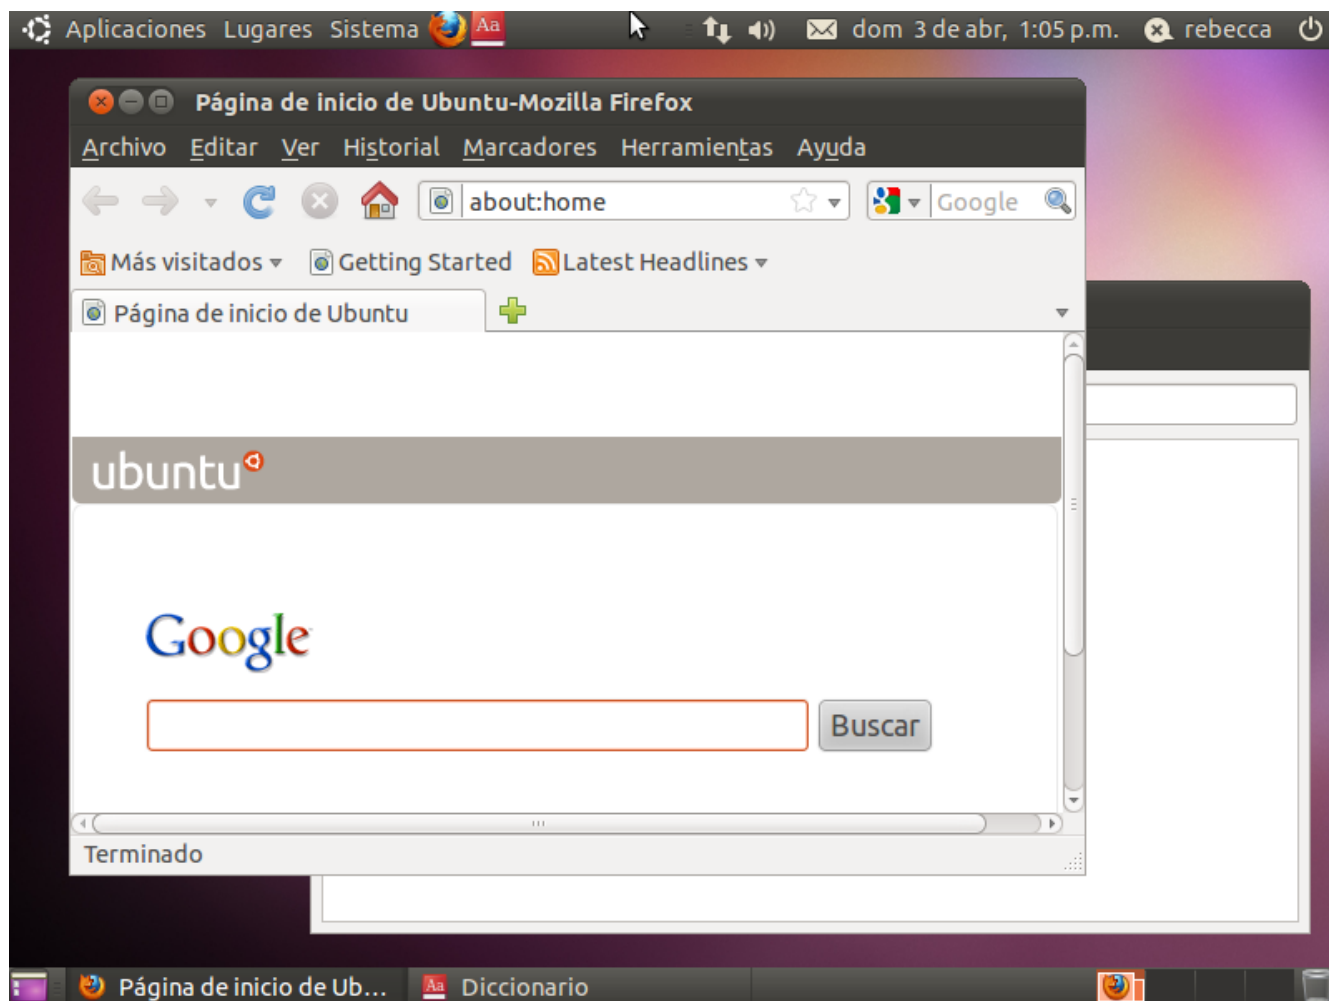 Aplicaciones Lugares Sistema Aa dom 3 de abr, 1:05 p.m. rebecca
Página de inicio de Ubuntu-Mozilla Firefox
Archivo Editar Ver Historial Marcadores Herramientas Ayuda
about:home Google
Más visitados Getting Started Latest Headlines
Página de inicio de Ubuntu
ubuntu
Google
Buscar
Terminado
Página de inicio de Ub... Aa Diccionario